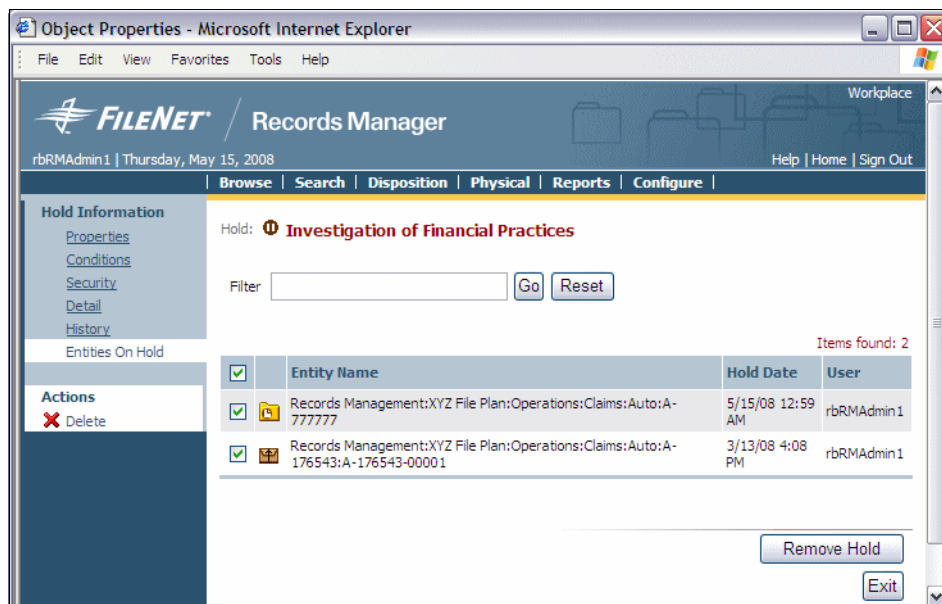 Object Properties - Microsoft Internet Explorer
File Edit View Favorites Tools Help
Workplace
FILENET Records Manager
rbRMAdmin1 | Thursday, May 15, 2008 Help | Home | Sign Out
| Browse | Search | Disposition | Physical | Reports | Configure |
Hold Information
Properties
Conditions
Security
Detail
History
Entities On Hold
Actions
Delete
Hold: Investigation of Financial Practices
Filter Go Reset
Items found: 2
Entity Name Hold Date User
Records Management:XYZ File Plan:Operations:Claims:Auto:A-
777777
5/15/08 12:59
AM
rbRMAdmin1
Records Management:XYZ File Plan:Operations:Claims:Auto:A-
176543:A-176543-00001
3/13/08 4:08
PM
rbRMAdmin1
Remove Hold
Exit